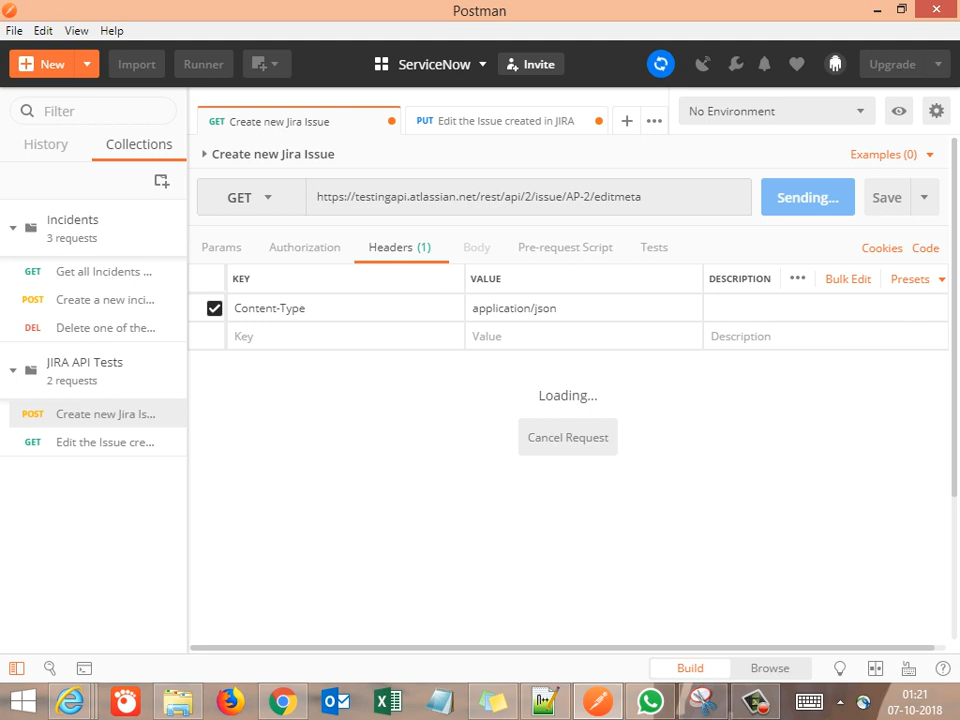 Postman
File Edit View Help
New Import Runner ServiceNow Invite Upgrade
Filter
History Collections
Incidents
3 requests
GET Get all Incidents ...
POST Create a new inci...
DEL Delete one of the...
JIRA API Tests
2 requests
POST Create new Jira Is...
GET Edit the Issue cre...
GET Create new Jira Issue
PUT Edit the Issue created in JIRA
No Environment
Create new Jira Issue
Examples (0)
GET https://testingapi.atlassian.net/rest/api/2/issue/AP-2/editmeta Sending... Save
Params Authorization Headers (1) Body Pre-request Script Tests Cookies Code
KEY VALUE DESCRIPTION Bulk Edit Presets
Content-Type application/json
Key Value Description
Loading...
Cancel Request
Build Browse
01:21
07-10-2018